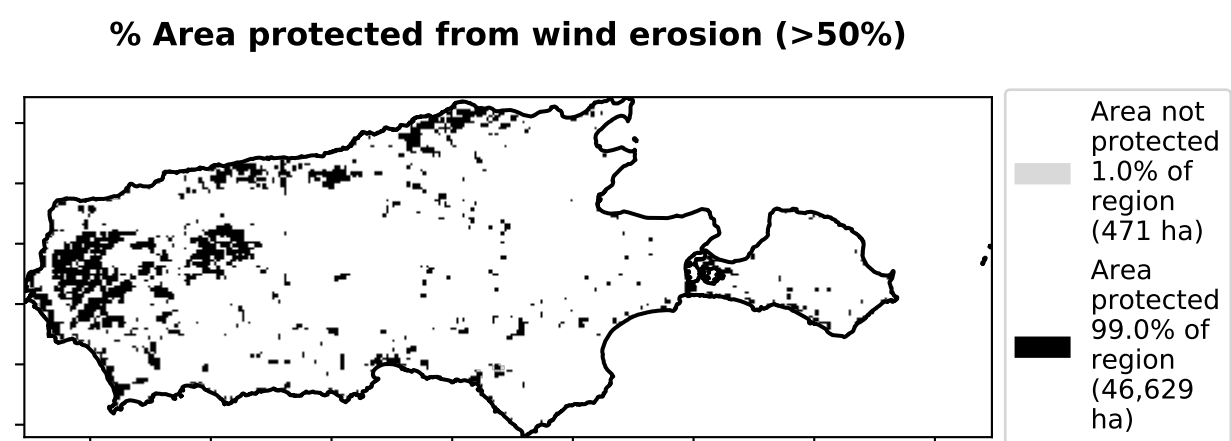 % Area protected from wind erosion (>50%)
Area not
protected
1.0% of
region
(471 ha)
Area
protected
99.0% of
region
(46,629
ha)